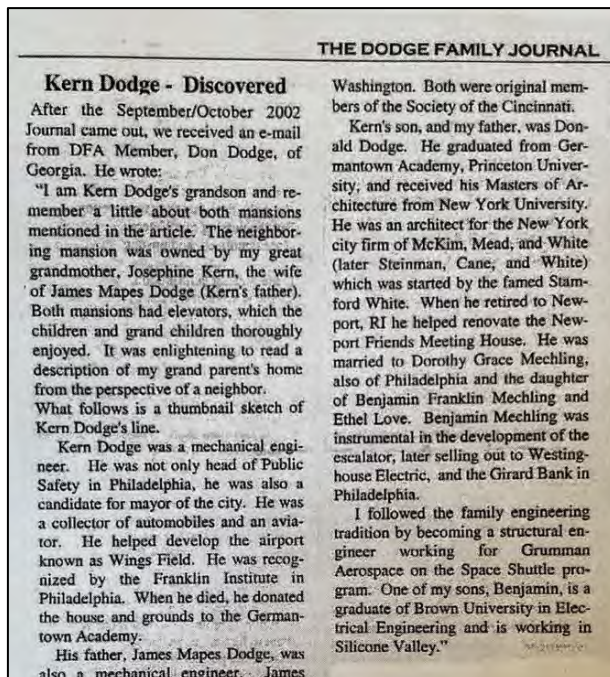 THE DODGE FAMILY JOURNAL
Kern Dodge - Discovered
After the September/October 2002
Journal came out, we received an e-mail
from DFA Member, Don Dodge, of
Georgia. He wrote:
"I am Kern Dodge's grandson and re-
member a little about both mansions
mentioned in the article. The neighbor-
ing mansion was owned by my great
grandmother, Josephine Kern, the wife
of James Mapes Dodge (Kern's father).
Both mansions had elevators, which the
children and grand children thoroughly
enjoyed. It was enlightening to read a
description of my grand parent's home
from the perspective of a neighbor.
What follows is a thumbnail sketch of
Kern Dodge's line.
Kern Dodge was a mechanical engi-
neer. He was not only head of Public
Safety in Philadelphia, he was also a
candidate for mayor of the city. He was
a collector of automobiles and an avia-
tor. He helped develop the airport
known as Wings Field. He was recog-
nized by the Franklin Institute in
Philadelphia. When he died, he donated
the house and grounds to the German-
town Academy.
His father, James Mapes Dodge, was
also a mechanical engineer. James
Washington. Both were original mem-
bers of the Society of the Cincinnati.
Kern's son, and my father, was Don-
ald Dodge. He graduated from Ger-
mantown Academy, Princeton Univer-
sity, and received his Masters of Ar-
chitecture from New York University.
He was an architect for the New York
city firm of McKim, Mead, and White
(later Steinman, Cane, and White)
which was started by the famed Stam-
ford White. When he retired to New-
port, RI he helped renovate the New-
port Friends Meeting House. He was
married to Dorothy Grace Mechling,
also of Philadelphia and the daughter
of Benjamin Franklin Mechling and
Ethel Love. Benjamin Mechling was
instrumental in the development of the
escalator, later selling out to Westing-
house Electric, and the Girard Bank in
Philadelphia.
I followed the family engineering
tradition by becoming a structural en-
gineer working for Grumman
Aerospace on the Space Shuttle pro-
gram. One of my sons, Benjamin, is a
graduate of Brown University in Elec-
trical Engineering and is working in
Silicone Valley."